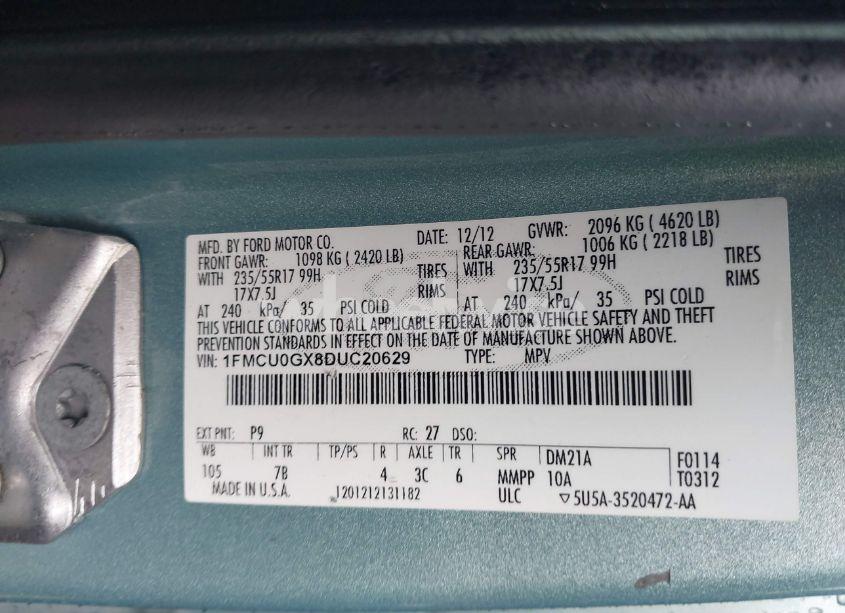 MFD. BY FORD MOTOR CO. DATE: 12/12 GVWR: 2096 KG ( 4620 LB)
FRONT GAWR: 1098 KG ( 2420 LB) REAR GAWR: 1006 KG ( 2218 LB)
WITH 235/55R17 99H TIRES WITH 235/55R17 99H TIRES
17X7.5J RIMS 17X7.5J RIMS
AT 240 kPa/ 35 PSI COLD AT 240 kPa/ 35 PSI COLD
THIS VEHICLE CONFORMS TO ALL APPLICABLE FEDERAL MOTOR VEHICLE SAFETY AND THEFT
PREVENTION STANDARDS IN EFFECT ON THE DATE OF MANUFACTURE SHOWN ABOVE.
VIN: 1FMCU0GX8DUC20629 TYPE: MPV
EXT PNT: P9 RC: 27 DSO:
WB INT TR TP/PS R AXLE TR SPR DM21A F0114
105 7B 4 3C 6 MMPP 10A T0312
MADE IN U.S.A. 1201212131182 ULC ▽5U5A-3520472-AA